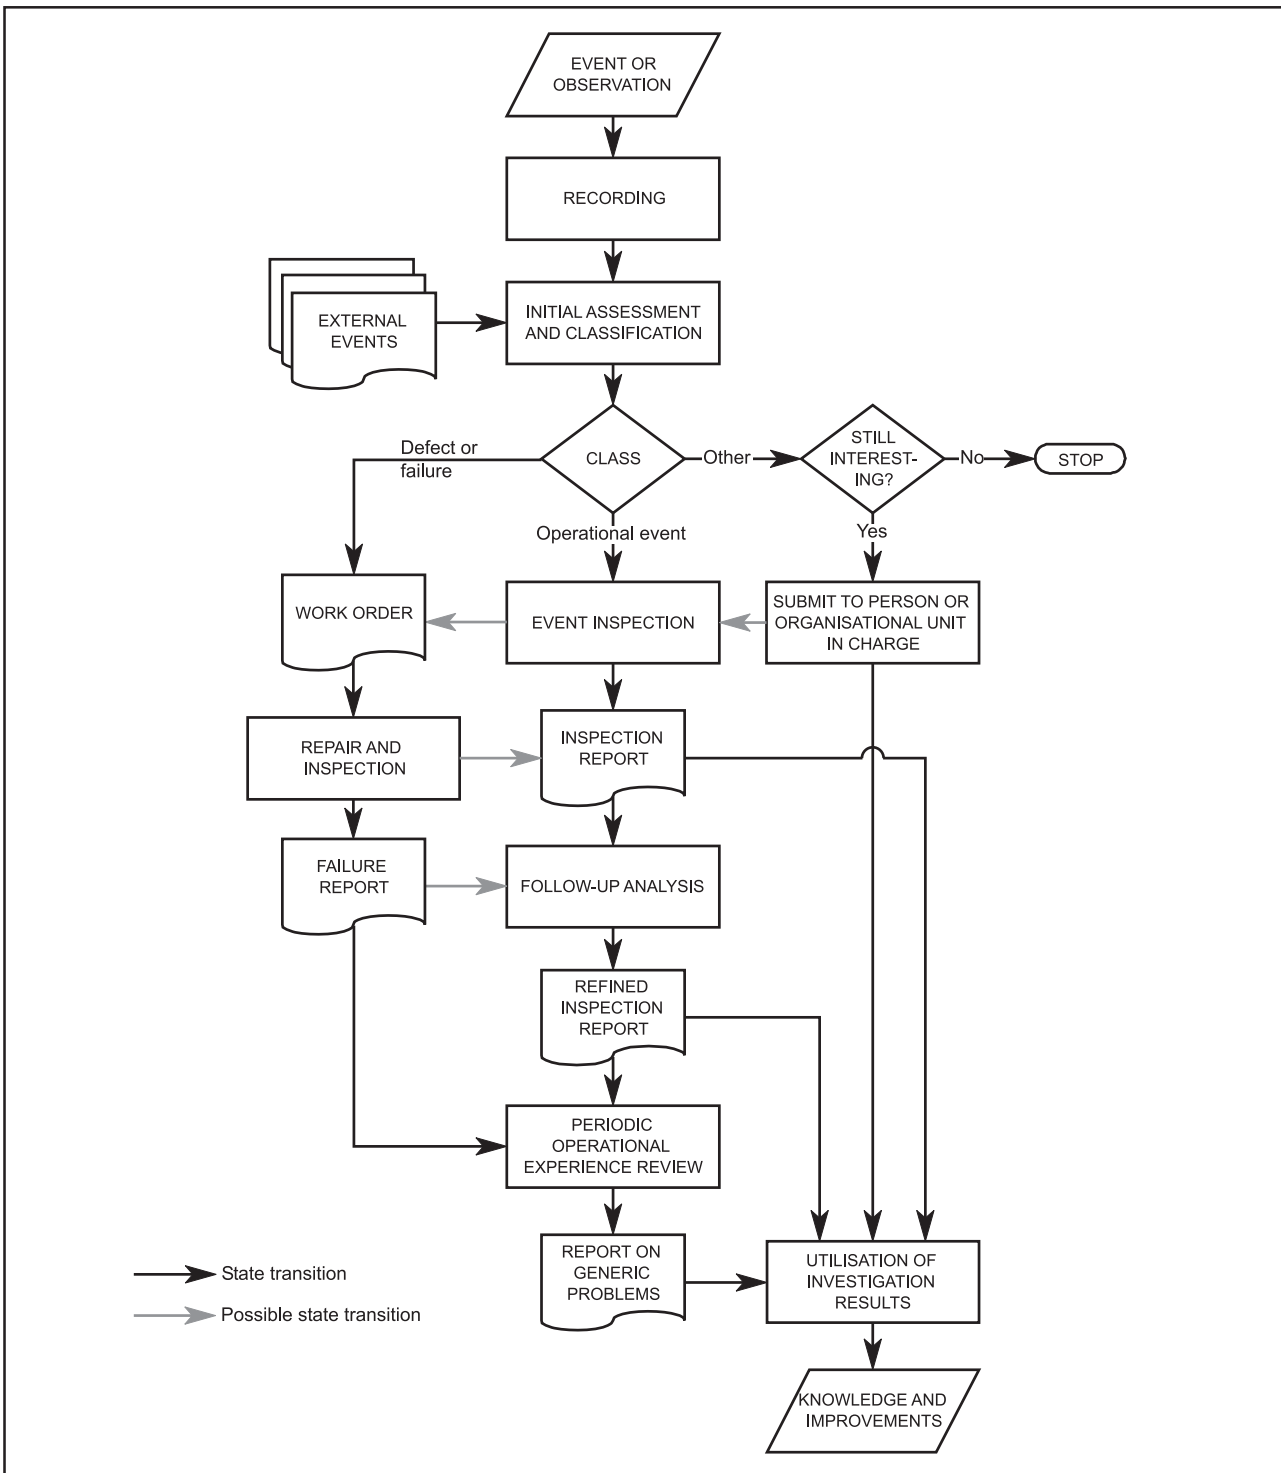 EVENT OR
OBSERVATION
RECORDING
EXTERNAL
EVENTS
INITIAL ASSESSMENT
AND CLASSIFICATION
Defect or
failure
CLASS
Other
STILL
INTEREST-
ING?
No
STOP
Operational event
Yes
WORK ORDER
EVENT INSPECTION
SUBMIT TO PERSON OR
ORGANISATIONAL UNIT
IN CHARGE
REPAIR AND
INSPECTION
INSPECTION
REPORT
FAILURE
REPORT
FOLLOW-UP ANALYSIS
REFINED
INSPECTION
REPORT
PERIODIC
OPERATIONAL
EXPERIENCE REVIEW
REPORT ON
GENERIC
PROBLEMS
UTILISATION OF
INVESTIGATION
RESULTS
State transition
Possible state transition
KNOWLEDGE AND
IMPROVEMENTS